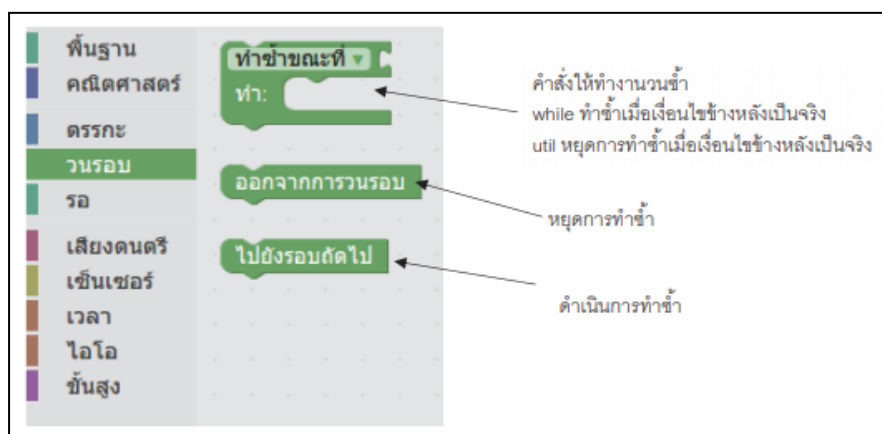 พื้นฐาน
คณิตศาสตร์
ตรรกะ
วนรอบ
รอ
เสียงดนตรี
เซ็นเซอร์
เวลา
ไอโอ
ขั้นสูง
ทำซ้ำขณะที่
ทำ:
ออกจากการวนรอบ
ไปยังรอบถัดไป
คำสั่งให้ทำงานวนซ้ำ
while ทำซ้ำเมื่อเงื่อนไขข้างหลังเป็นจริง
util หยุดการทำซ้ำเมื่อเงื่อนไขข้างหลังเป็นจริง
หยุดการทำซ้ำ
ดำเนินการทำซ้ำ